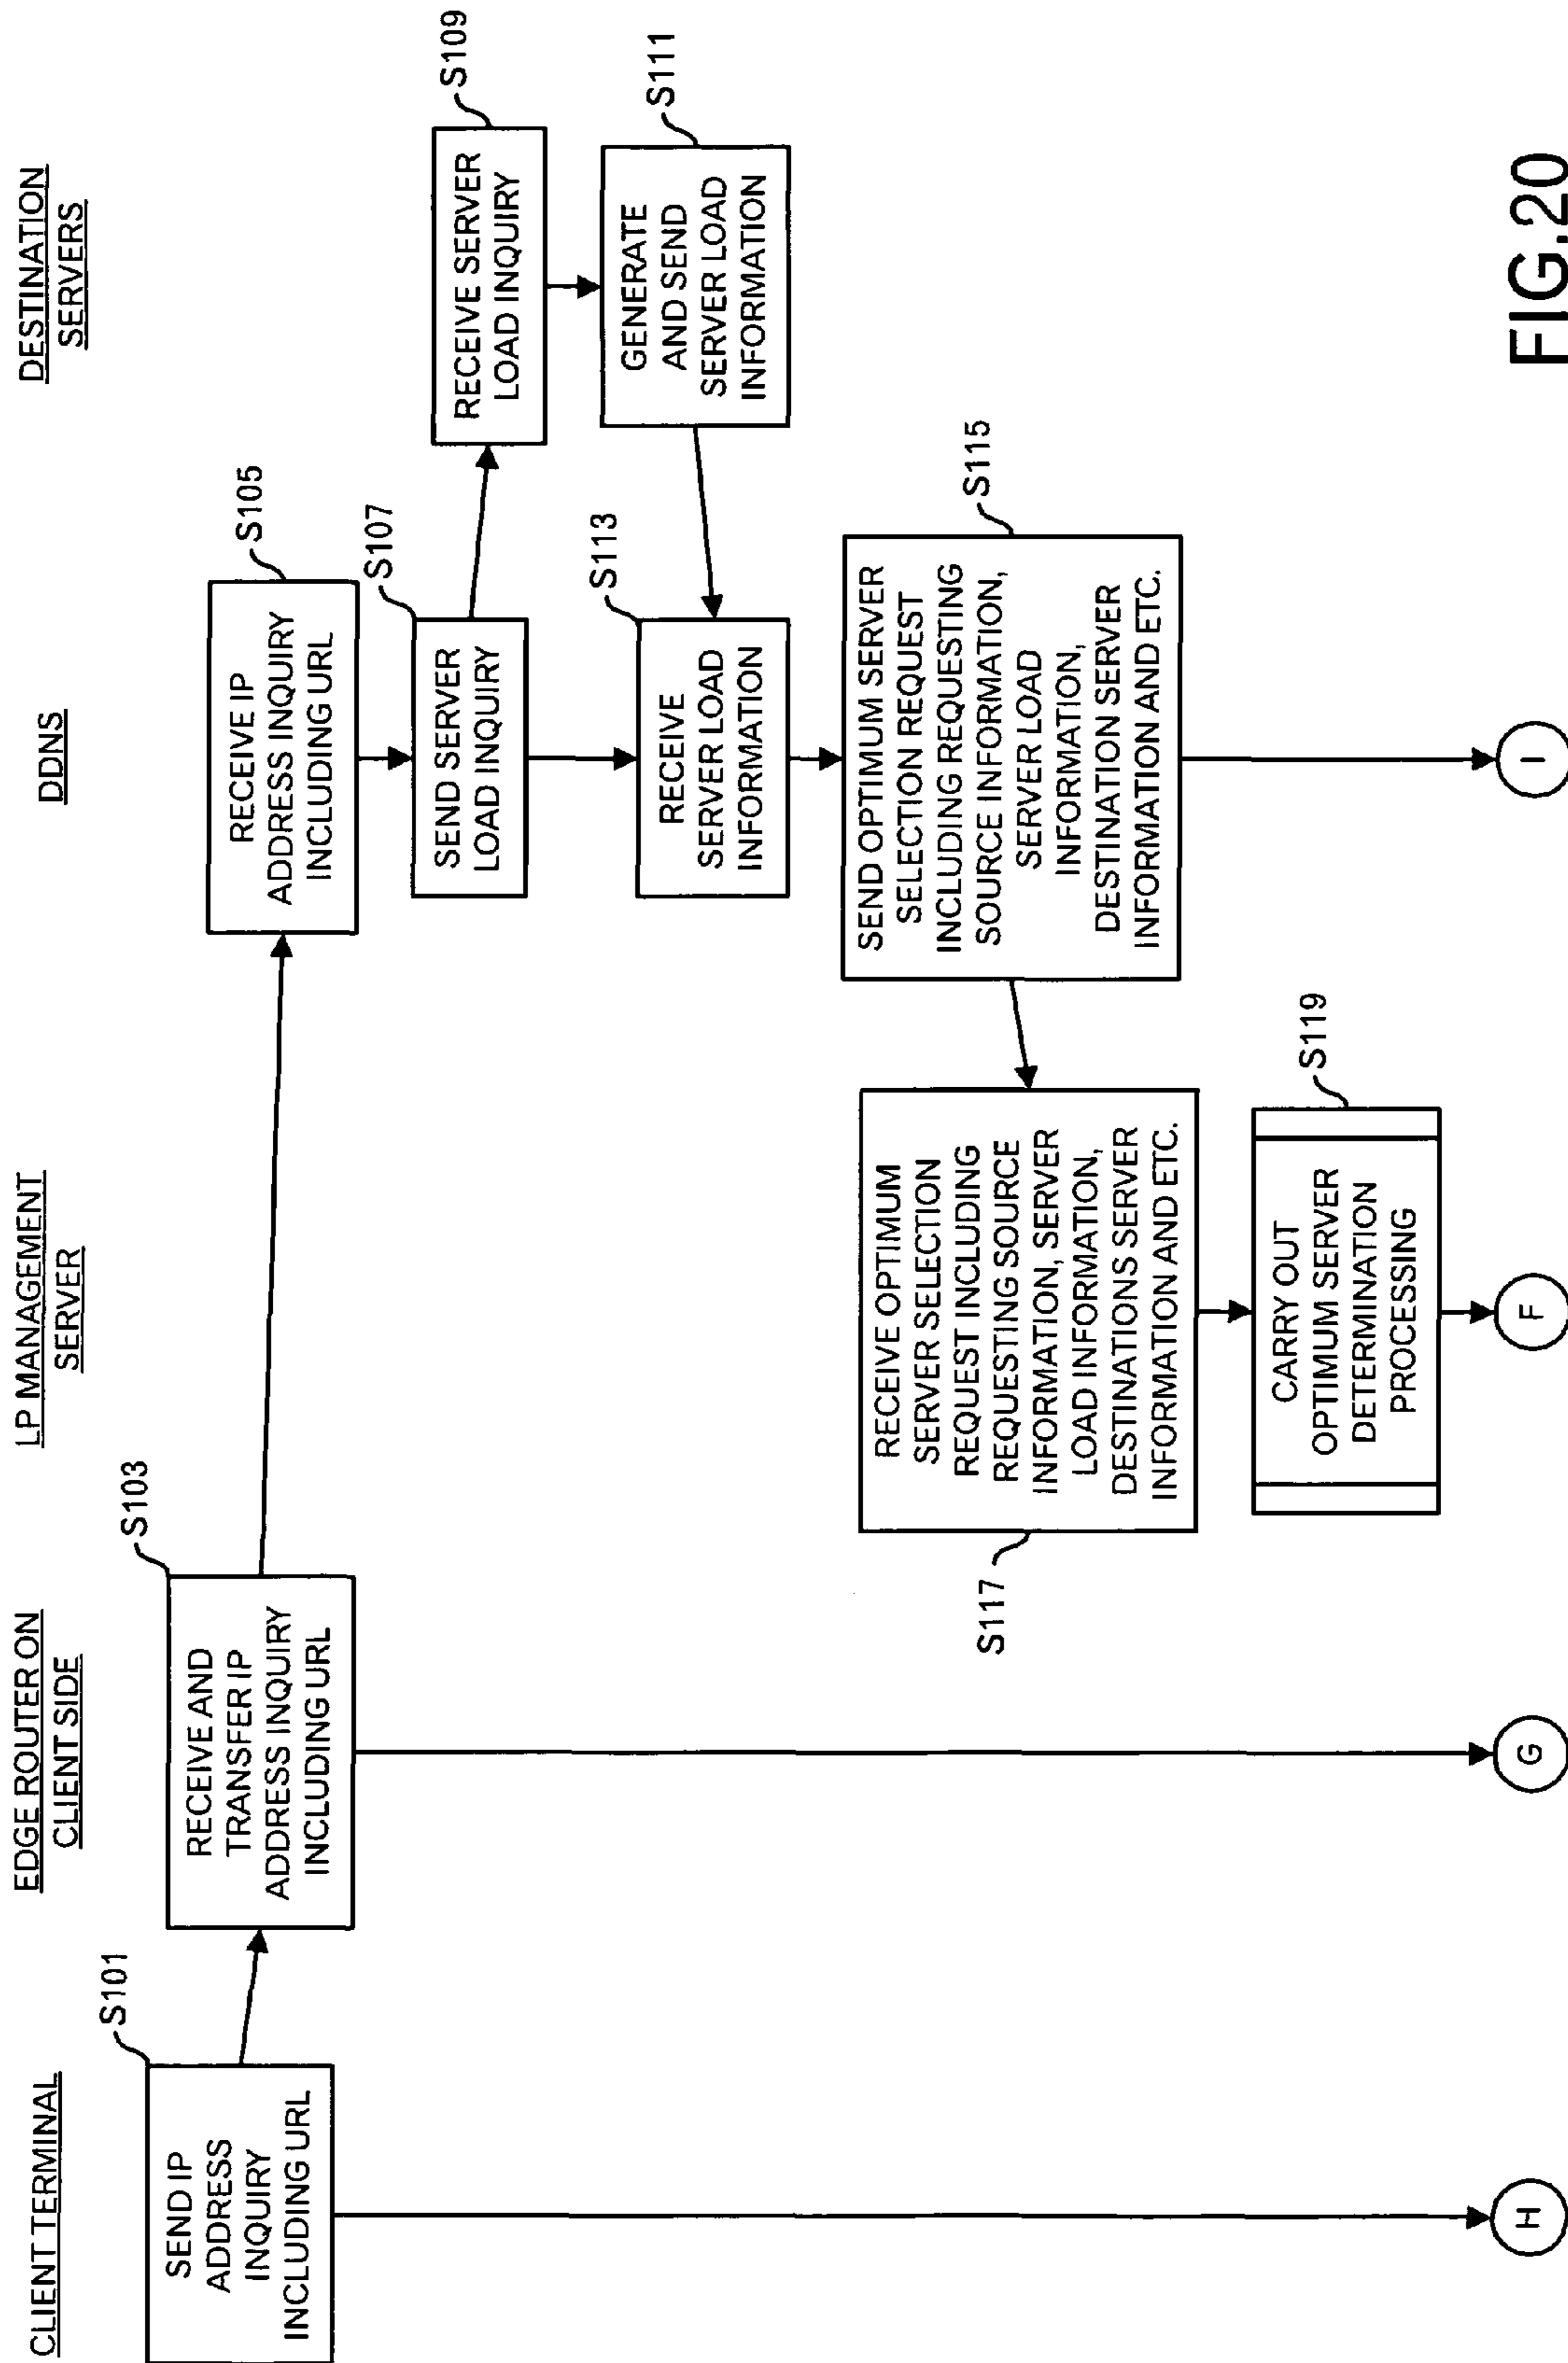 CLIENT TERMINAL
EDGE ROUTER ON
CLIENT SIDE
LP MANAGEMENT
SERVER
DDNS
DESTINATION
SERVERS
S101
SEND IP
ADDRESS
INQUIRY
INCLUDING URL
S103
RECEIVE AND
TRANSFER IP
ADDRESS INQUIRY
INCLUDING URL
S105
RECEIVE IP
ADDRESS INQUIRY
INCLUDING URL
S107
SEND SERVER
LOAD INQUIRY
S109
RECEIVE SERVER
LOAD INQUIRY
S111
GENERATE
AND SEND
SERVER LOAD
INFORMATION
S113
RECEIVE
SERVER LOAD
INFORMATION
S115
SEND OPTIMUM SERVER
SELECTION REQUEST
INCLUDING REQUESTING
SOURCE INFORMATION,
SERVER LOAD
INFORMATION,
DESTINATION SERVER
INFORMATION AND ETC.
S117
RECEIVE OPTIMUM
SERVER SELECTION
REQUEST INCLUDING
REQUESTING SOURCE
INFORMATION, SERVER
LOAD INFORMATION,
DESTINATIONS SERVER
INFORMATION AND ETC.
S119
CARRY OUT
OPTIMUM SERVER
DETERMINATION
PROCESSING
H
G
F
I
FIG.20